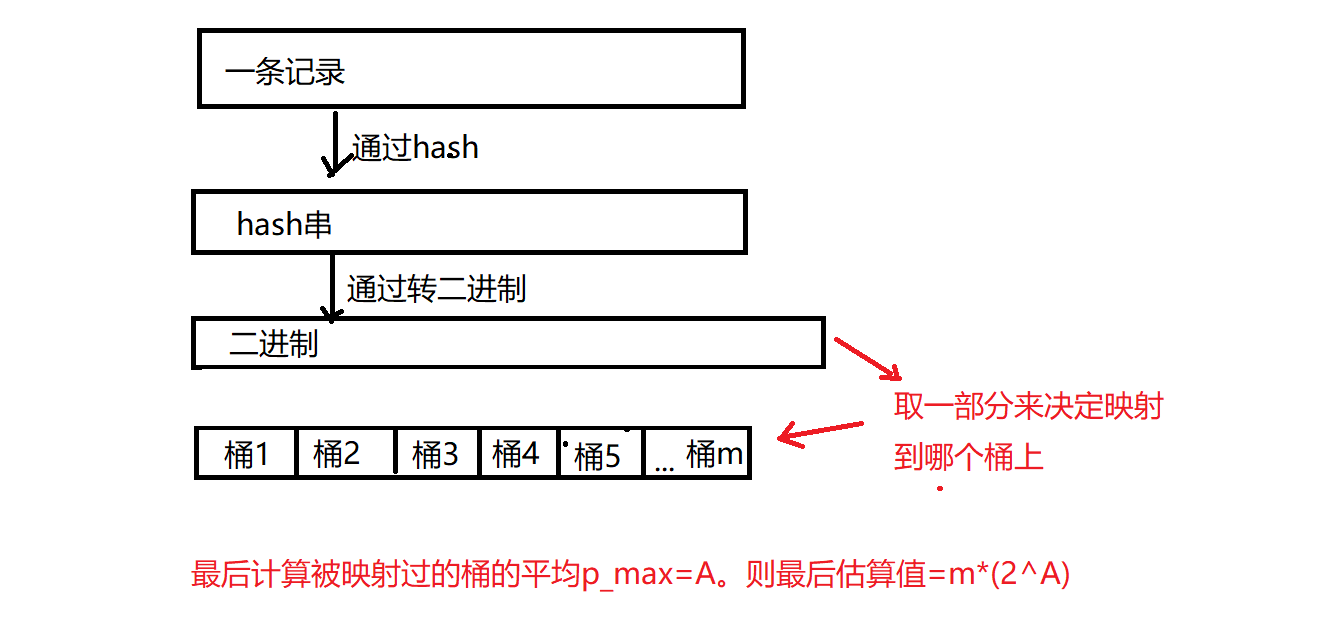 一条记录
通过hash
hash串
通过转二进制
二进制
取一部分来决定映射
到哪个桶上
桶1 桶2 桶3 桶4 桶5 ... 桶m
最后计算被映射过的桶的平均p_max=A。则最后估算值=m*(2^A)